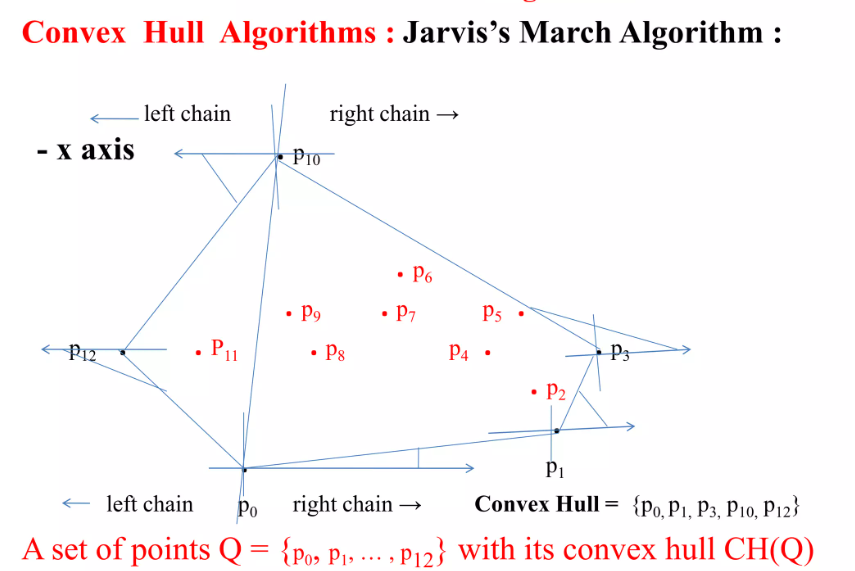 Convex Hull Algorithms : Jarvis's March Algorithm :
left chain right chain →
- x axis
p10
p6
p9 p7 p5
p12 P11 p8 p4 p3
p2
p1
left chain p0 right chain → Convex Hull = {p0, p1, p3, p10, p12}
A set of points Q = {p0, p1, ... , p12} with its convex hull CH(Q)